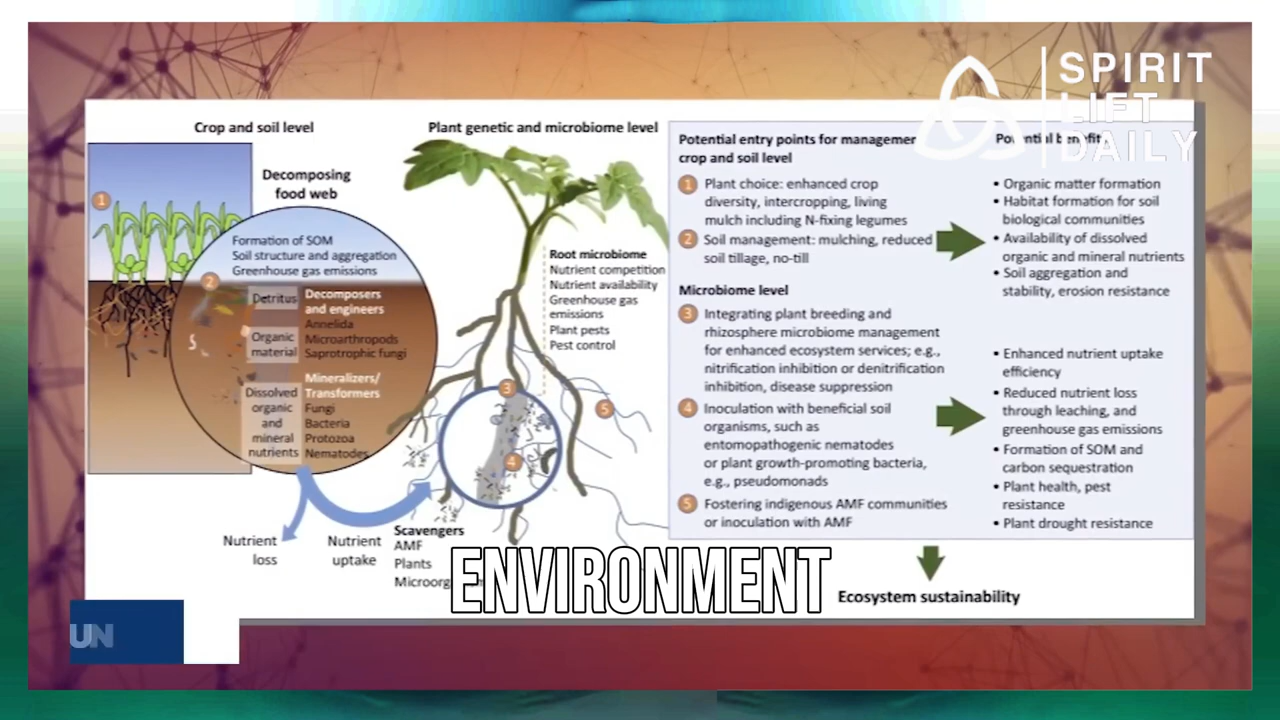 SPIRIT
LIFT
DAILY
Crop and soil level
Decomposing
food web
Formation of SOM
Soil structure and aggregation
Greenhouse gas emissions
Detritus
Organic
material
Dissolved
organic
and
mineral
nutrients
Decomposers
and engineers
Annelida
Microarthropods
Saprotrophic fungi
Mineralizers/
Transformers
Fungi
Bacteria
Protozoa
Nematodes
1
2
Nutrient
loss
Nutrient
uptake
Scavengers
AMF
Plants
Plant genetic and microbiome level
Root microbiome
Nutrient competition
Nutrient availability
Greenhouse gas
emissions
Plant pests
Pest control
3
4
5
Potential entry points for
crop and soil level
1 Plant choice: enhanced crop
diversity, intercropping, living
mulch including N-fixing legumes
2 Soil management: mulching, reduced
soil tillage, no-till
Microbiome level
3 Integrating plant breeding and
rhizosphere microbiome management
for enhanced ecosystem services; e.g.,
nitrification inhibition or denitrification
inhibition, disease suppression
4 Inoculation with beneficial soil
organisms, such as
entomopathogenic nematodes
or plant growth-promoting bacteria,
e.g., pseudomonads
5 Fostering indigenous AMF communities
or inoculation with AMF
Potential benefits
• Organic matter formation
• Habitat formation for soil
biological communities
• Availability of dissolved
organic and mineral nutrients
• Soil aggregation and
stability, erosion resistance
• Enhanced nutrient uptake
efficiency
• Reduced nutrient loss
through leaching, and
greenhouse gas emissions
• Formation of SOM and
carbon sequestration
• Plant health, pest
resistance
• Plant drought resistance
Ecosystem sustainability
ENVIRONMENT
UN